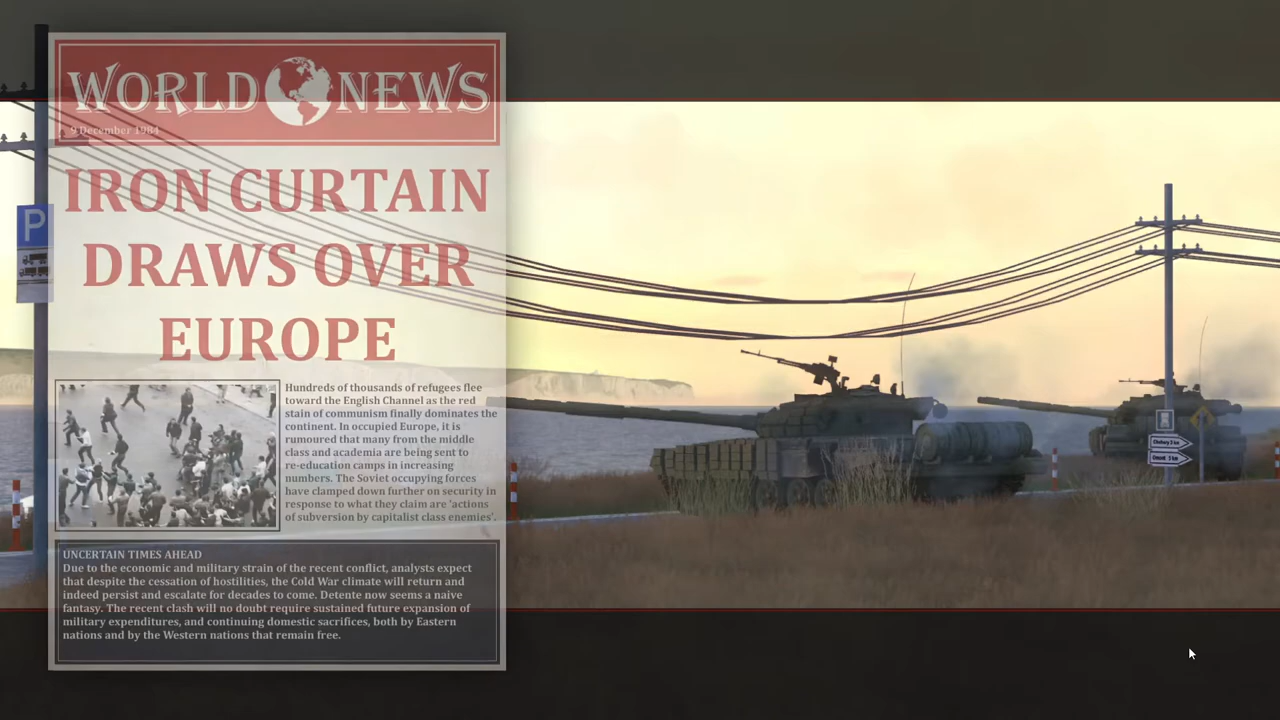 WORLD NEWS
9 December 1984
IRON CURTAIN
DRAWS OVER
EUROPE
Hundreds of thousands of refugees flee
toward the English Channel as the red
stain of communism finally dominates the
continent. In occupied Europe, it is
rumoured that many from the middle
class and academia are being sent to
re-education camps in increasing
numbers. The Soviet occupying forces
have clamped down further on security in
response to what they claim are 'actions
of subversion by capitalist class enemies'.
UNCERTAIN TIMES AHEAD
Due to the economic and military strain of the recent conflict, analysts expect
that despite the cessation of hostilities, the Cold War climate will return and
indeed persist and escalate for decades to come. Detente now seems a naive
fantasy. The recent clash will no doubt require sustained future expansion of
military expenditures, and continuing domestic sacrifices, both by Eastern
nations and by the Western nations that remain free.
P